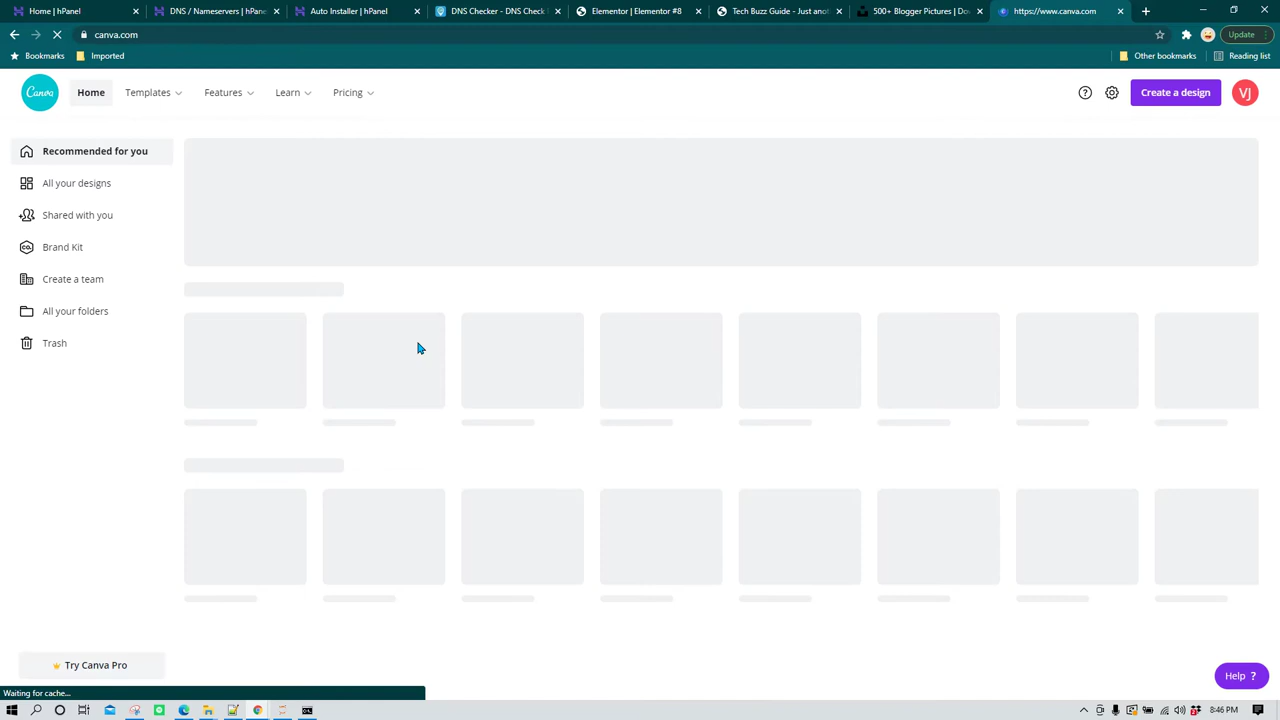 Home | hPanel
DNS / Nameservers | hPane
Auto Installer | hPanel
DNS Checker - DNS Check
Elementor | Elementor #8
Tech Buzz Guide - Just anot
500+ Blogger Pictures | Do
https://www.canva.com
canva.com
Update
Bookmarks
Imported
Other bookmarks
Reading list
Canva
Home
Templates
Features
Learn
Pricing
Create a design
VJ
Recommended for you
All your designs
Shared with you
CO.
Brand Kit
Create a team
All your folders
Trash
Try Canva Pro
Help ?
Waiting for cache...
8:46 PM